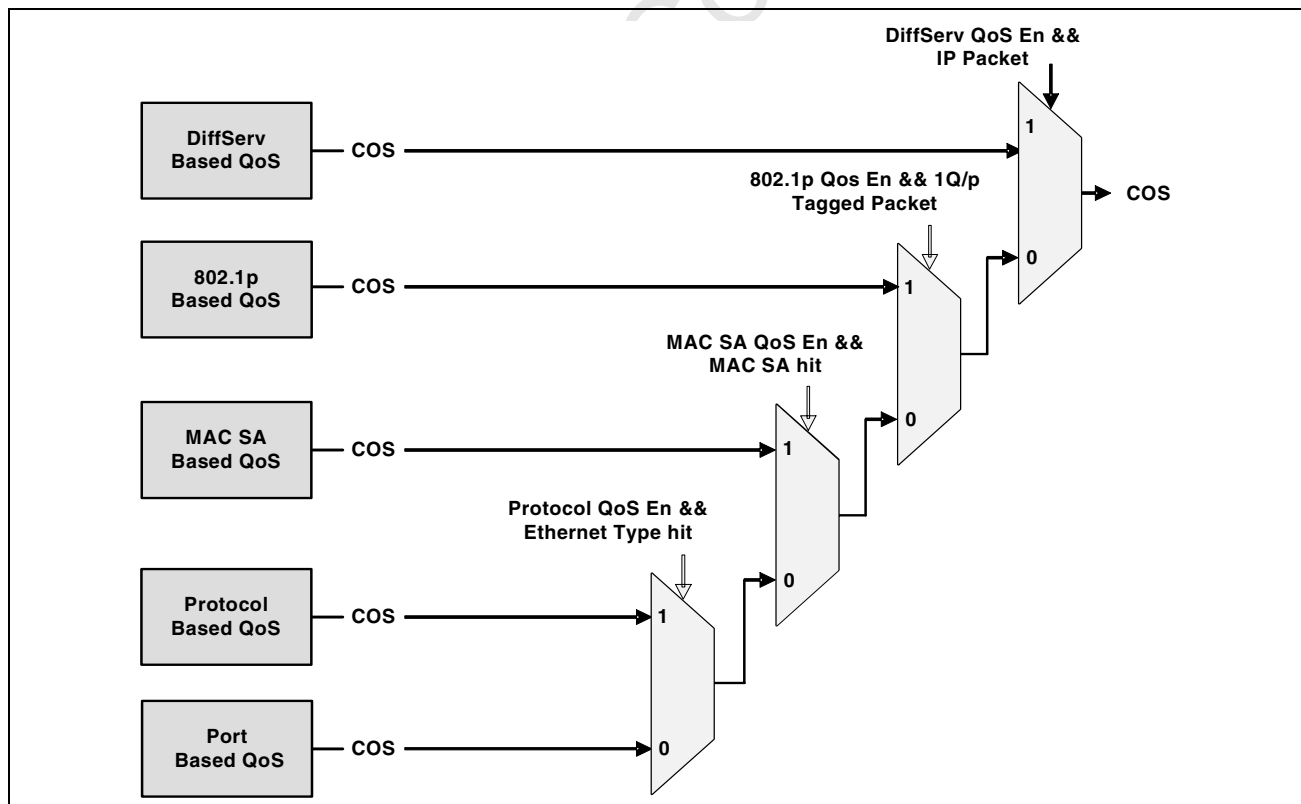 DiffServ QoS En &&
IP Packet
DiffServ
Based QoS
COS
1
802.1p Qos En && 1Q/p
Tagged Packet
COS
0
802.1p
Based QoS
COS
1
MAC SA QoS En &&
MAC SA hit
0
MAC SA
Based QoS
COS
1
Protocol QoS En &&
Ethernet Type hit
0
Protocol
Based QoS
COS
1
Port
Based QoS
COS
0